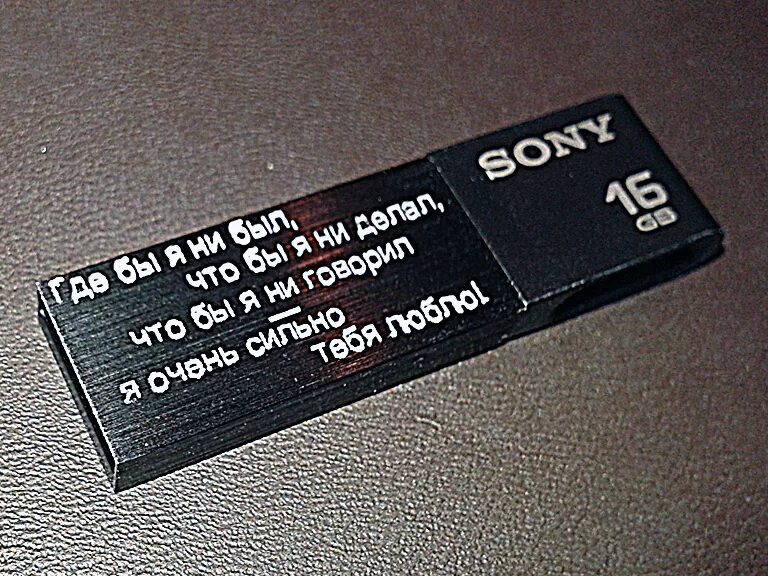 Где бы я ни был,
что бы я ни делал,
что бы я ни говорил
—
я очень сильно
тебя люблю!
SONY
16
GB